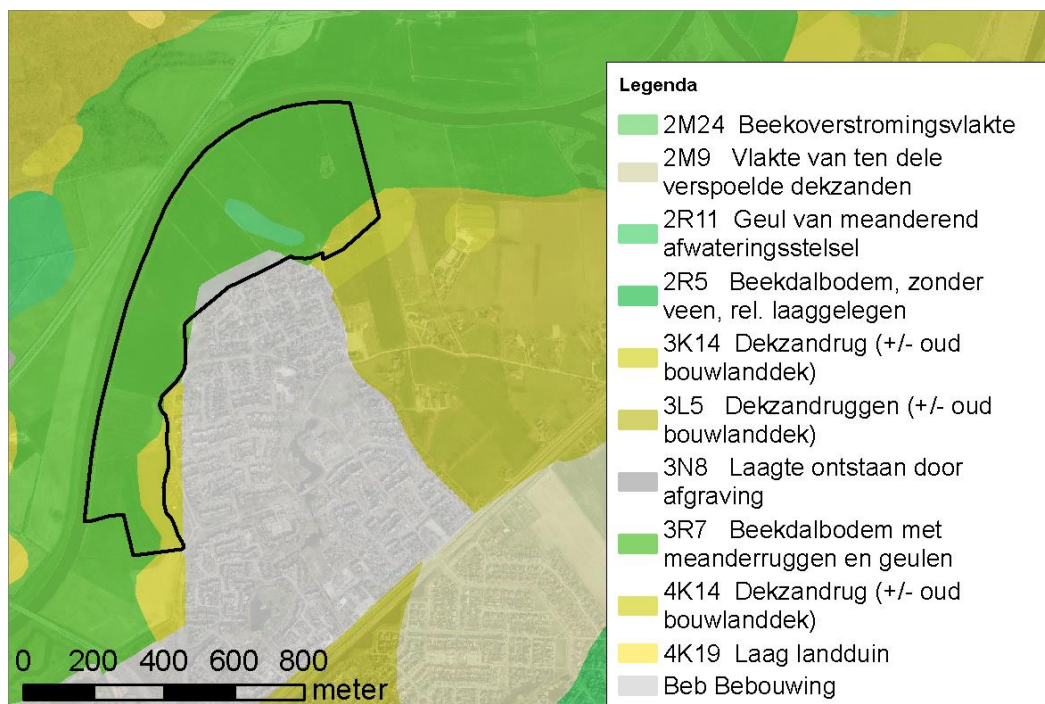 Legenda
2M24 Beekoverstromingsvlakte
2M9 Vlakte van ten dele
verspoelde dekzanden
2R11 Geul van meanderend
afwateringsstelsel
2R5 Beekdalbodem, zonder
veen, rel. laaggelegen
3K14 Dekzandrug (+/- oud
bouwlanddek)
3L5 Dekzandruggen (+/- oud
bouwlanddek)
3N8 Laagte ontstaan door
afgraving
3R7 Beekdalbodem met
meanderruggen en geulen
4K14 Dekzandrug (+/- oud
bouwlanddek)
4K19 Laag landduin
Beb Bebouwing
0 200 400 600 800
meter